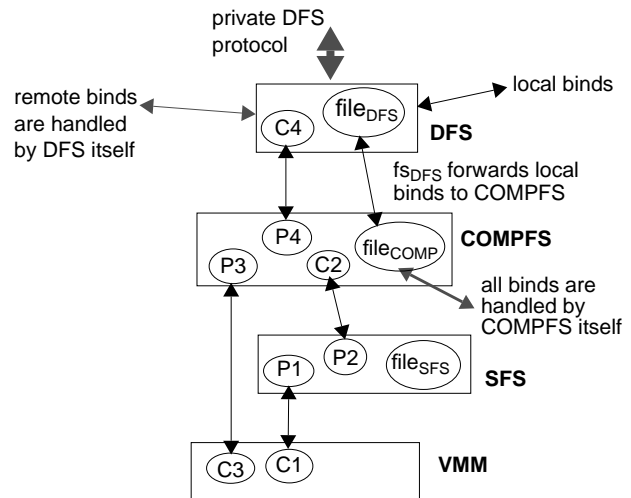 private DFS
protocol
remote binds
are handled
by DFS itself
local binds
fileDFS
C4
DFS
fsDFS forwards local
binds to COMPFS
P4
fileCOMP
COMPFS
P3
C2
all binds are
handled by
COMPFS itself
P1
P2
fileSFS
SFS
C3
C1
VMM